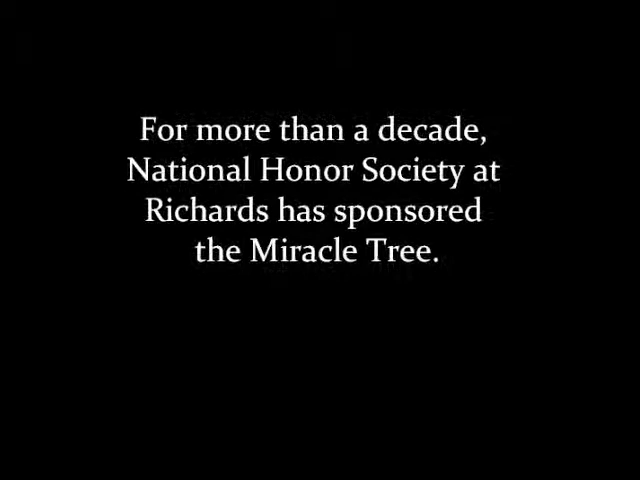 For more than a decade,
National Honor Society at
Richards has sponsored
the Miracle Tree.